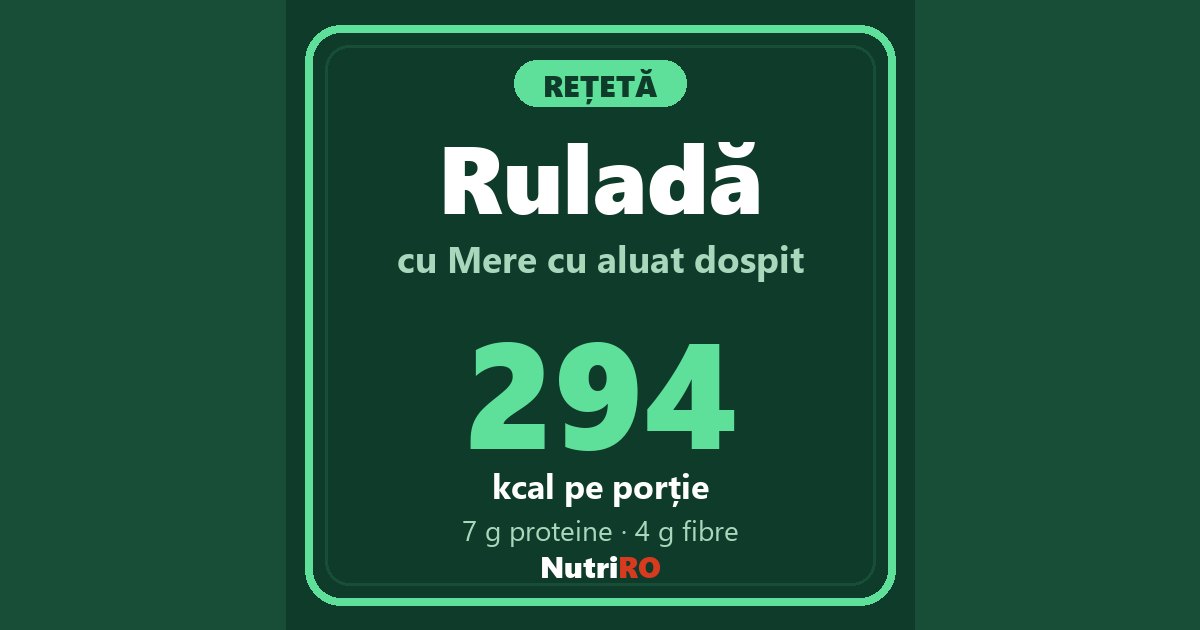 REȚETĂ
Ruladă
cu Mere cu aluat dospit
294
kcal pe porție
7 g proteine · 4 g fibre
NutriRO